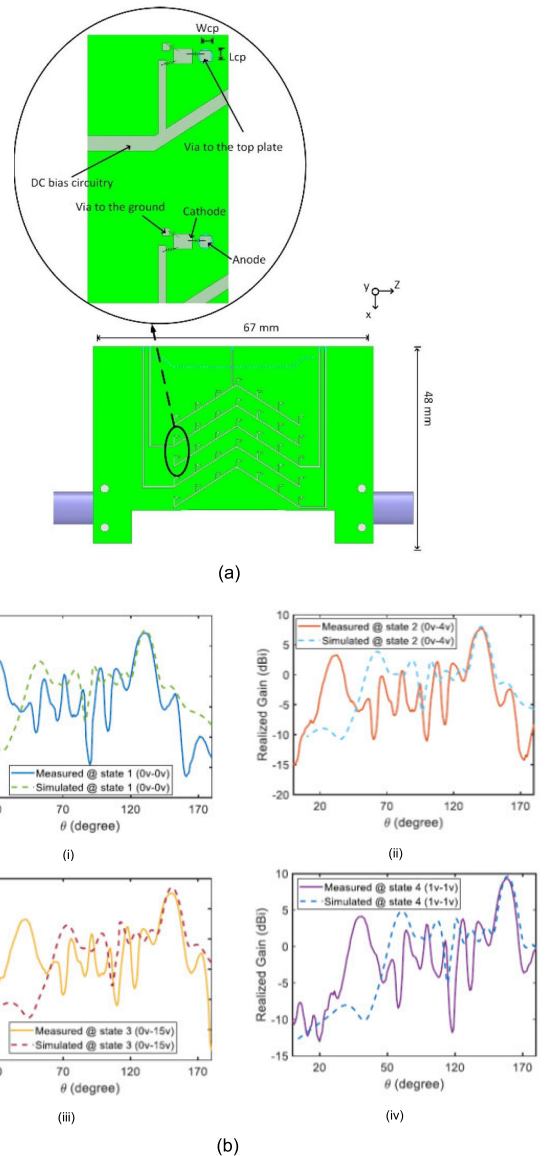 Wcp
Lcp
Via to the top plate
DC bias circuitry
Via to the ground
Cathode
Anode
y
Z
x
67 mm
48 mm
(a)
Measured @ state 1 (0v-0v)
Simulated @ state 1 (0v-0v)
70
120
170
θ (degree)
(i)
10
5
0
-5
-10
-15
-20
Realized Gain (dBi)
Measured @ state 2 (0v-4v)
Simulated @ state 2 (0v-4v)
20
70
120
170
θ (degree)
(ii)
Measured @ state 3 (0v-15v)
Simulated @ state 3 (0v-15v)
70
120
170
θ (degree)
(iii)
10
5
0
-5
-10
-15
Realized Gain (dBi)
Measured @ state 4 (1v-1v)
Simulated @ state 4 (1v-1v)
20
70
120
170
θ (degree)
(iv)
(b)